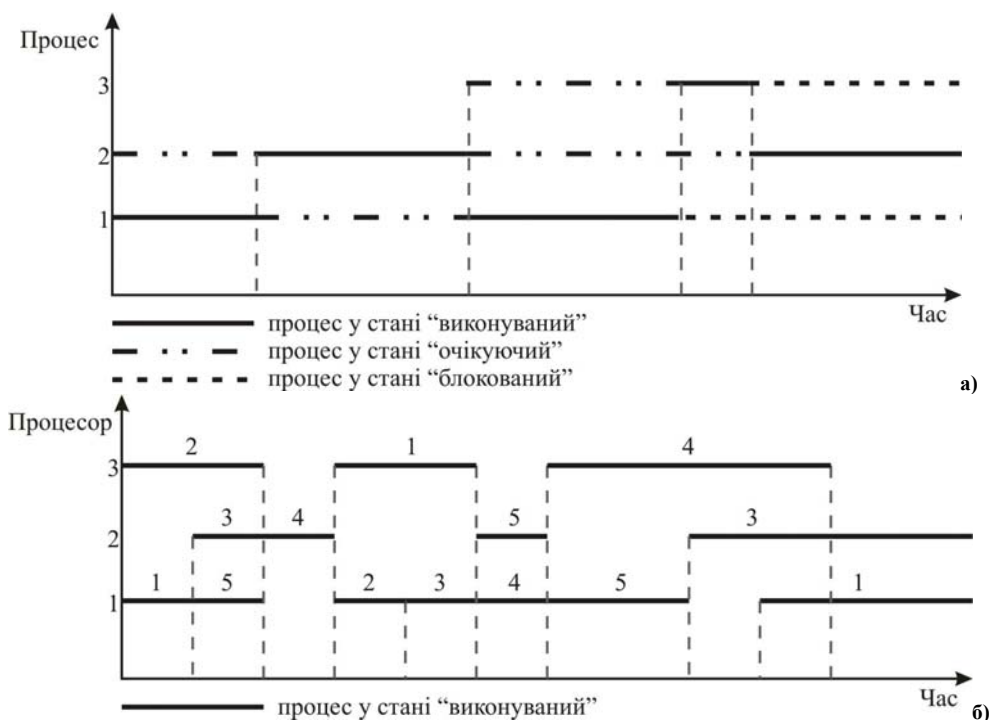 Процес
3
2
1
Час
процес у стані “виконуваний”
процес у стані “очікуючий”
процес у стані “блокований”
а)
Процесор
2 1 4
3
3 4 5 3
2
1 5 2 3 4 5 1
1
Час
процес у стані “виконуваний”
б)